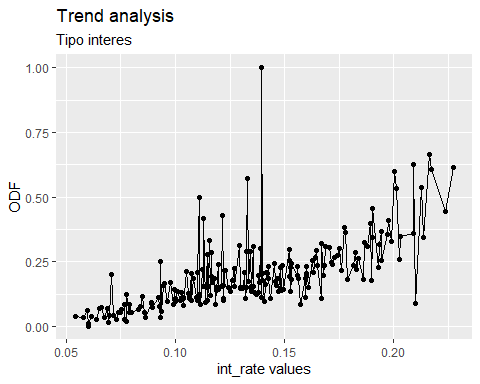 Trend analysis
Tipo interes
1.00
0.75
0.50
0.25
0.00
ODF
0.05 0.10 0.15 0.20
int_rate values